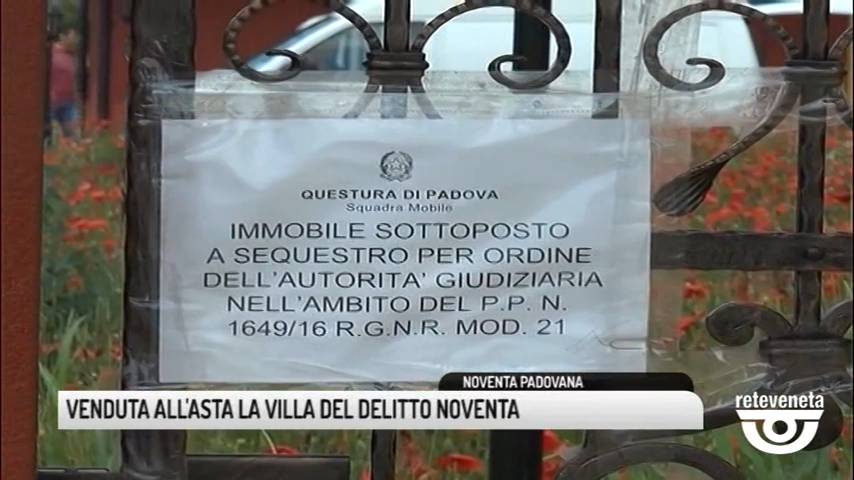 QUESTURA DI PADOVA
Squadra Mobile
IMMOBILE SOTTOPOSTO
A SEQUESTRO PER ORDINE
DELL'AUTORITA' GIUDIZIARIA
NELL'AMBITO DEL P.P. N.
1649/16 R.G.N.R. MOD. 21
NOVENTA PADOVANA
VENDUTA ALL'ASTA LA VILLA DEL DELITTO NOVENTA
reteveneta